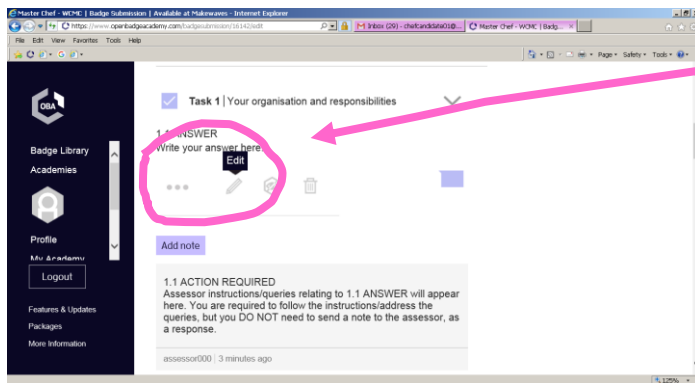 Master Chef - WCMC | Badge Submission | Available at Makewaves - Internet Explorer
https://www.openbadgeacademy.com/badgesubmission/16142/edit
Inbox (29) - chefcandidate01@...
Master Chef - WCMC | Badg...
File Edit View Favorites Tools Help
Page Safety Tools
OBA
Task 1 | Your organisation and responsibilities
1.1 ANSWER
Write your answer here.
Edit
Badge Library
Academies
Profile
My Academy
Logout
Features & Updates
Packages
More Information
Add note
1.1 ACTION REQUIRED
Assessor instructions/queries relating to 1.1 ANSWER will appear
here. You are required to follow the instructions/address the
queries, but you DO NOT need to send a note to the assessor, as
a response.
assessor000 | 3 minutes ago
125%